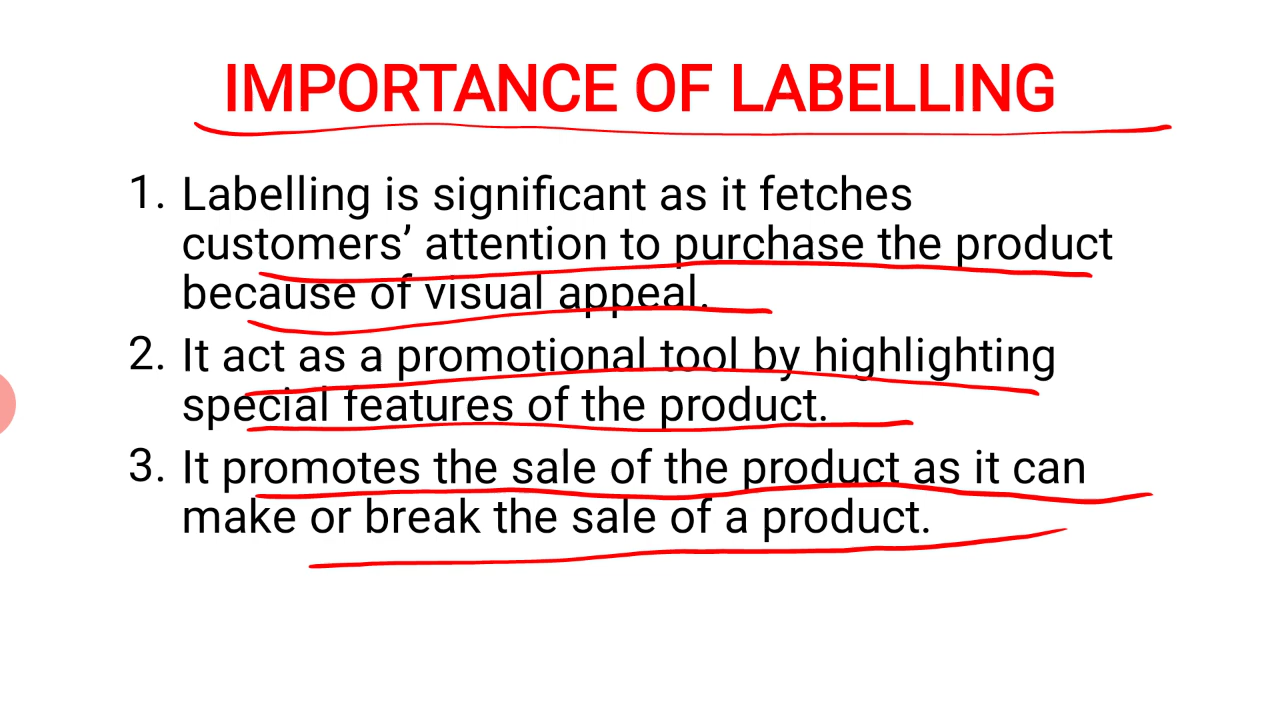 IMPORTANCE OF LABELLING
1. Labelling is significant as it fetches
customers’ attention to purchase the product
because of visual appeal.
2. It act as a promotional tool by highlighting
special features of the product.
3. It promotes the sale of the product as it can
make or break the sale of a product.